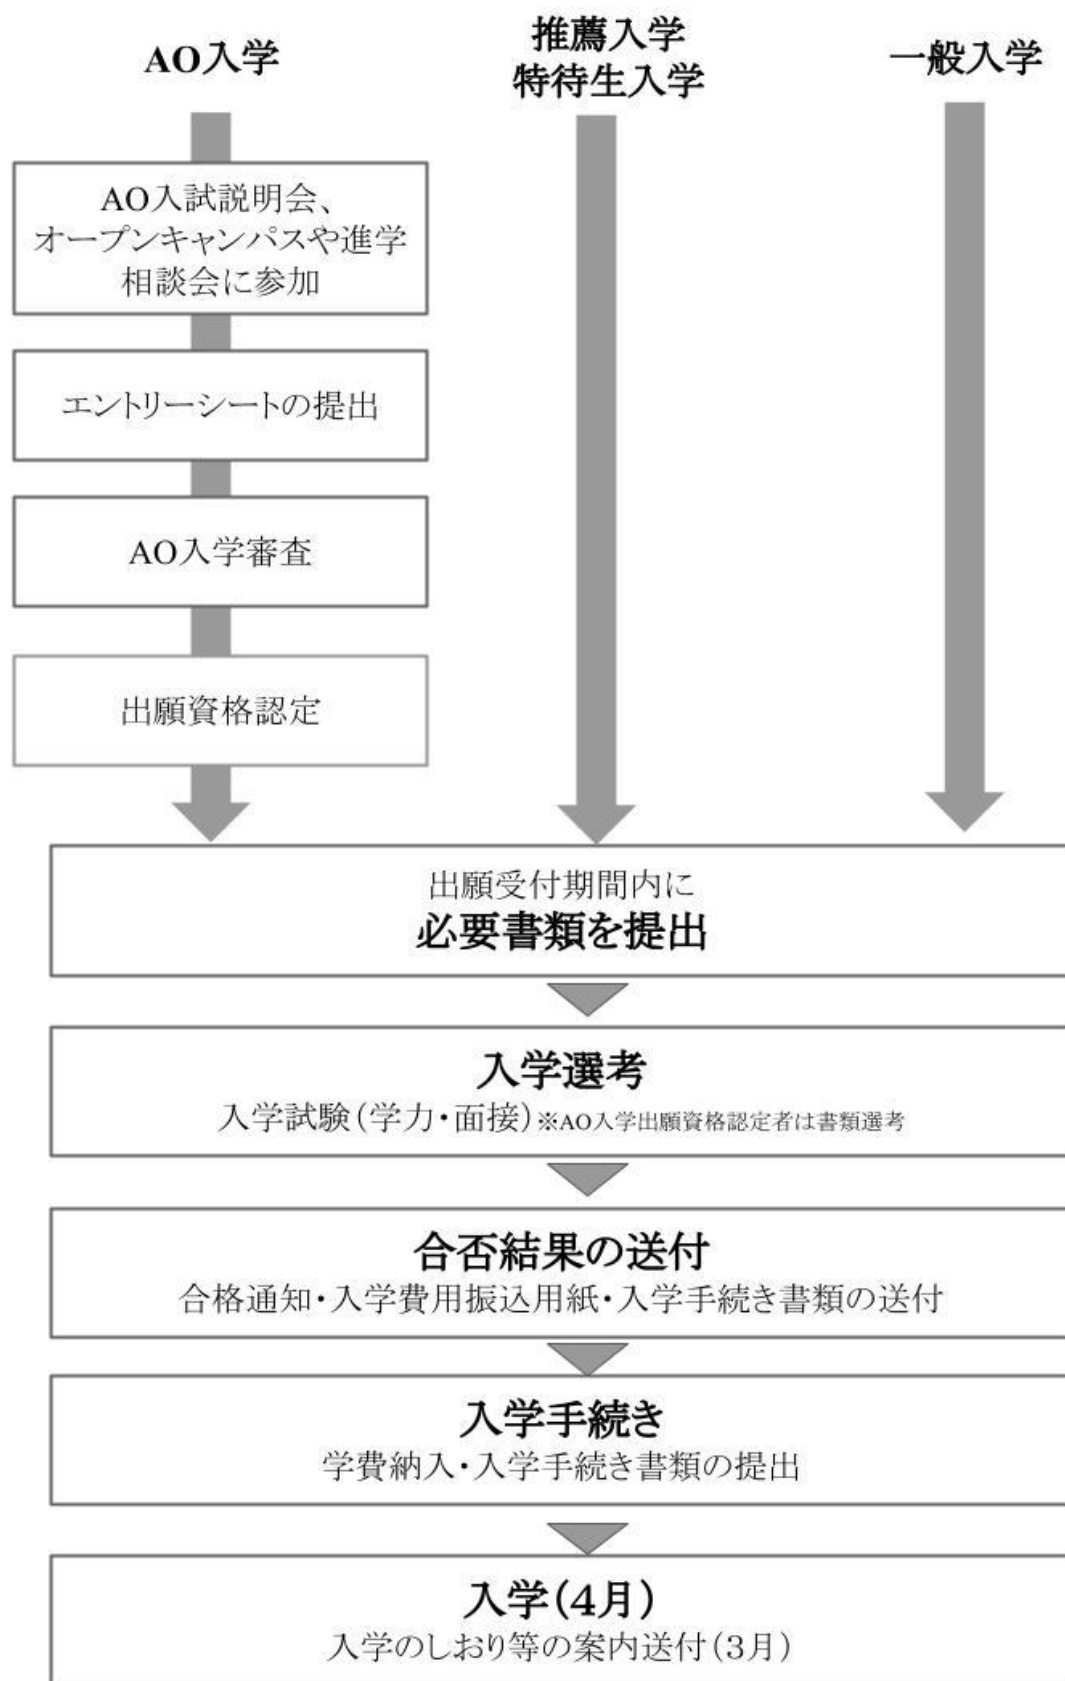 AO入学
推薦入学
特待生入学
一般入学
AO入試説明会、
オープンキャンパスや進学
相談会に参加
エントリーシートの提出
AO入学審査
出願資格認定
出願受付期間内に
必要書類を提出
入学選考
入学試験(学力・面接)※AO入学出願資格認定者は書類選考
合否結果の送付
合格通知・入学費用振込用紙・入学手続き書類の送付
入学手続き
学費納入・入学手続き書類の提出
入学(4月)
入学のしおり等の案内送付(3月)